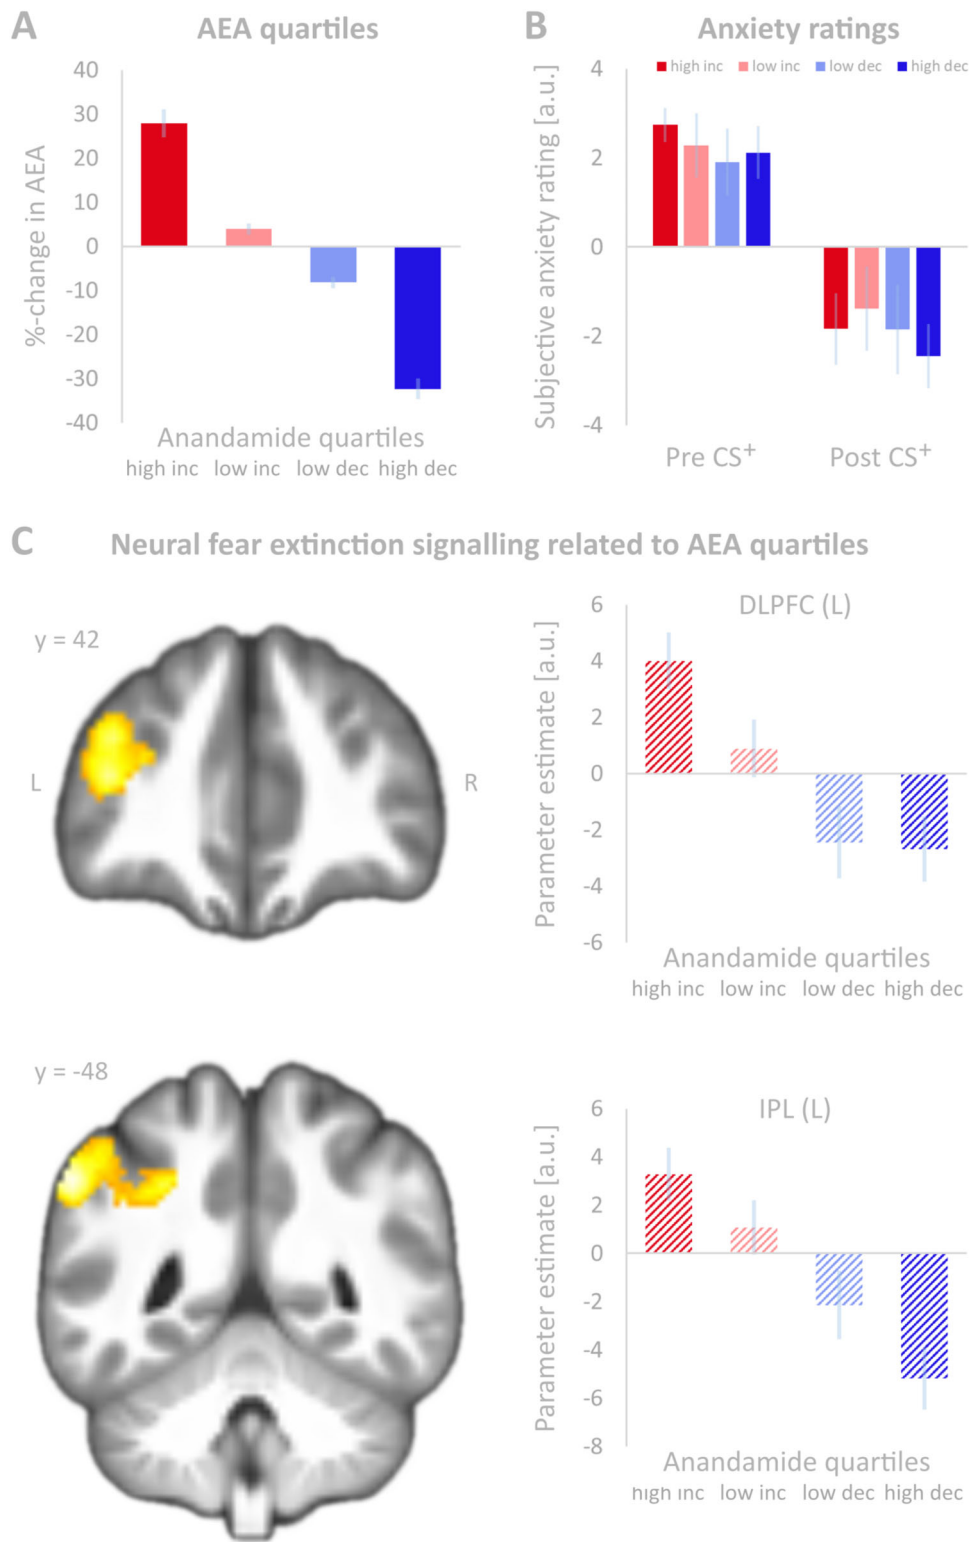 A
AEA quartiles
%-change in AEA
40
30
20
10
0
-10
-20
-30
-40
Anandamide quartiles
high inc low inc low dec high dec
B
Anxiety ratings
high inc low inc low dec high dec
Subjective anxiety rating [a.u.]
4
2
0
-2
-4
Pre CS+
Post CS+
C
Neural fear extinction signalling related to AEA quartiles
y = 42
L
R
DLPFC (L)
Parameter estimate [a.u.]
6
4
2
0
-2
-4
-6
Anandamide quartiles
high inc low inc low dec high dec
y = -48
IPL (L)
Parameter estimate [a.u.]
6
4
2
0
-2
-4
-6
-8
Anandamide quartiles
high inc low inc low dec high dec